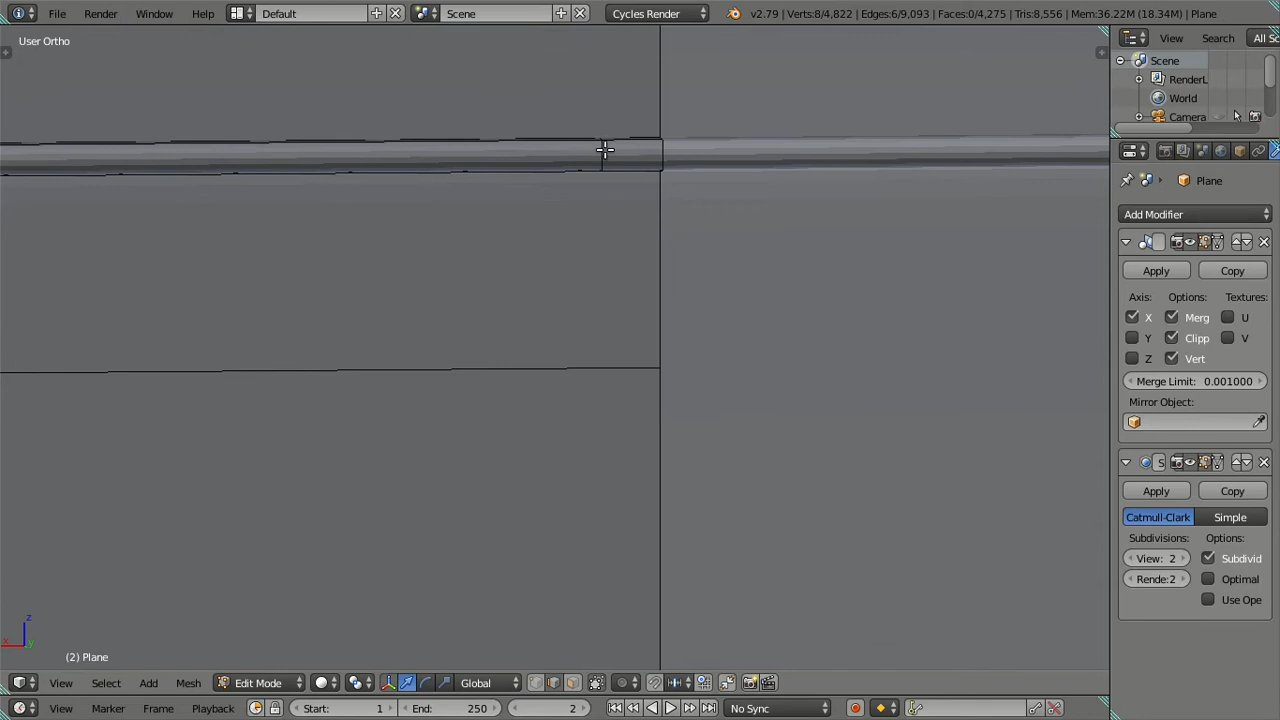 File Render Window Help Default Scene Cycles Render v2.79 | Verts:8/4,822 | Edges:6/9,093 | Faces:0/4,275 | Tris:8,556 | Mem:36.22M (18.34M) | Plane
User Ortho
View Search All Sc
Scene
RenderL
World
Camera
Plane
Add Modifier
Apply Copy
Axis: Options: Textures:
X Merg U
Y Clipp V
Z Vert
Merge Limit: 0.001000
Mirror Object:
S
Apply Copy
Catmull-Clark Simple
Subdivisions: Options:
View: 2 Subdivid
Rende:2 Optimal
Use Ope
z
x y
(2) Plane
View Select Add Mesh Edit Mode Global
View Marker Frame Playback Start: 1 End: 250 2 No Sync